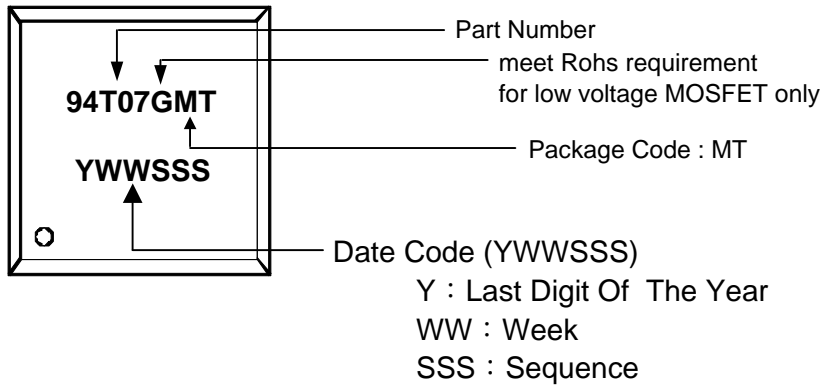 Part Number
meet Rohs requirement
for low voltage MOSFET only
94T07GMT
Package Code : MT
YWWSSS
Date Code (YWWSSS)
Y：Last Digit Of The Year
WW：Week
SSS：Sequence